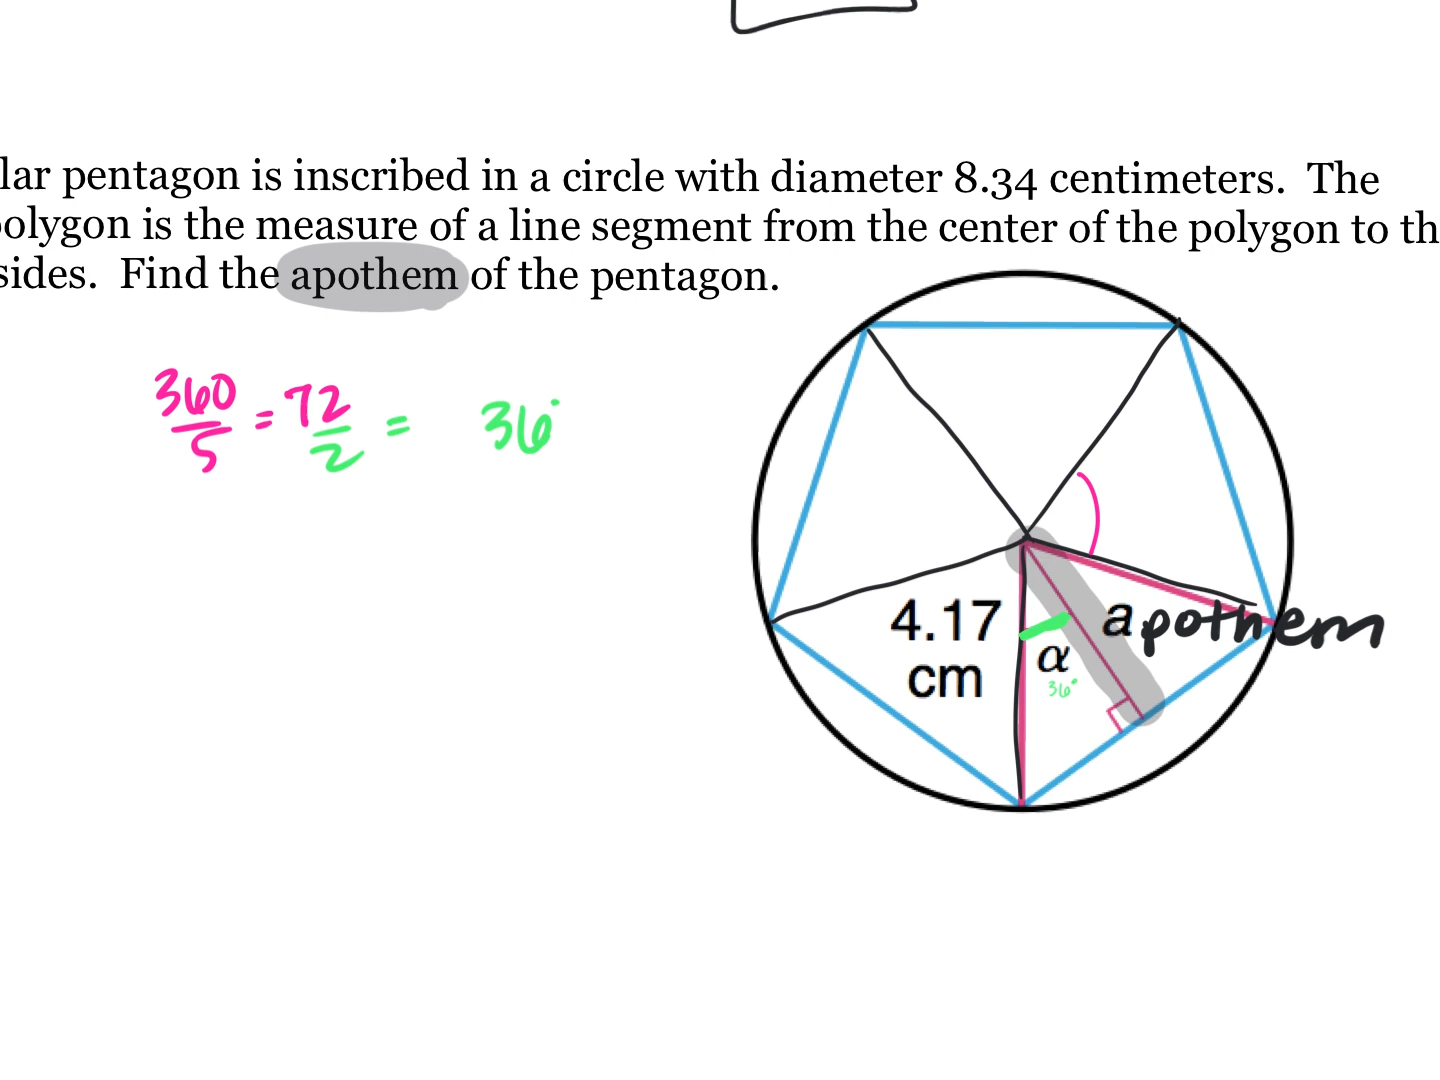 lar pentagon is inscribed in a circle with diameter 8.34 centimeters. The
polygon is the measure of a line segment from the center of the polygon to th
sides. Find the apothem of the pentagon.
360/5 = 72/2 = 36°
4.17 apothem
cm α
36°